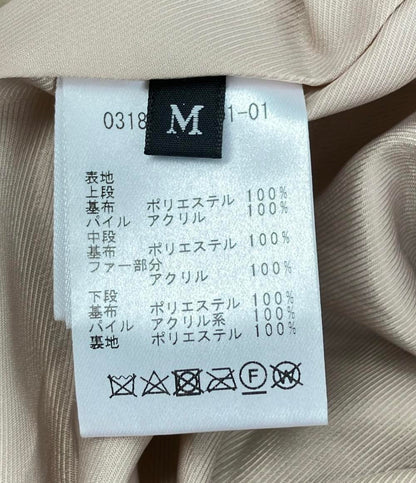 0318 M 1-01
表地
上段
基布 ポリエステル 100%
パイル アクリル 100%
中段
基布 ポリエステル 100%
ファー部分
アクリル 100%
下段
基布 ポリエステル 100%
パイル アクリル系 100%
裏地 ポリエステル 100%
F W